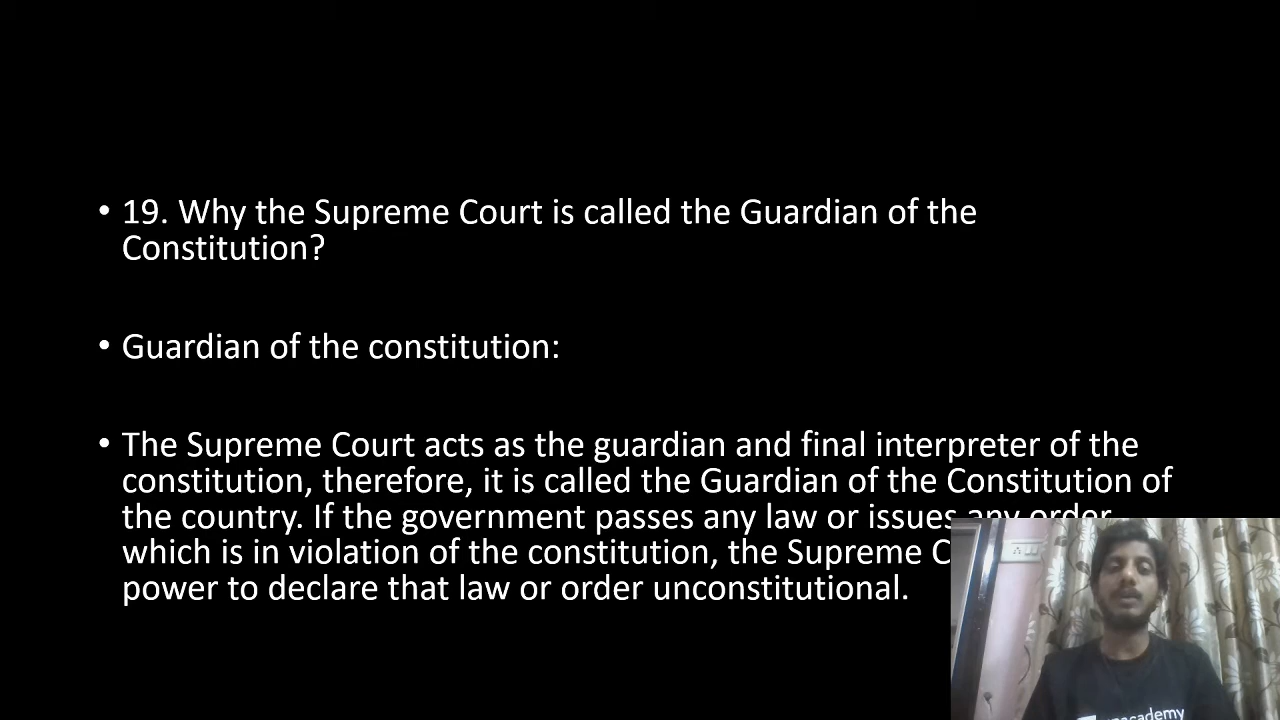 • 19. Why the Supreme Court is called the Guardian of the
Constitution?
• Guardian of the constitution:
• The Supreme Court acts as the guardian and final interpreter of the
constitution, therefore, it is called the Guardian of the Constitution of
the country. If the government passes any law or issues any order
which is in violation of the constitution, the Supreme
power to declare that law or order unconstitutional.